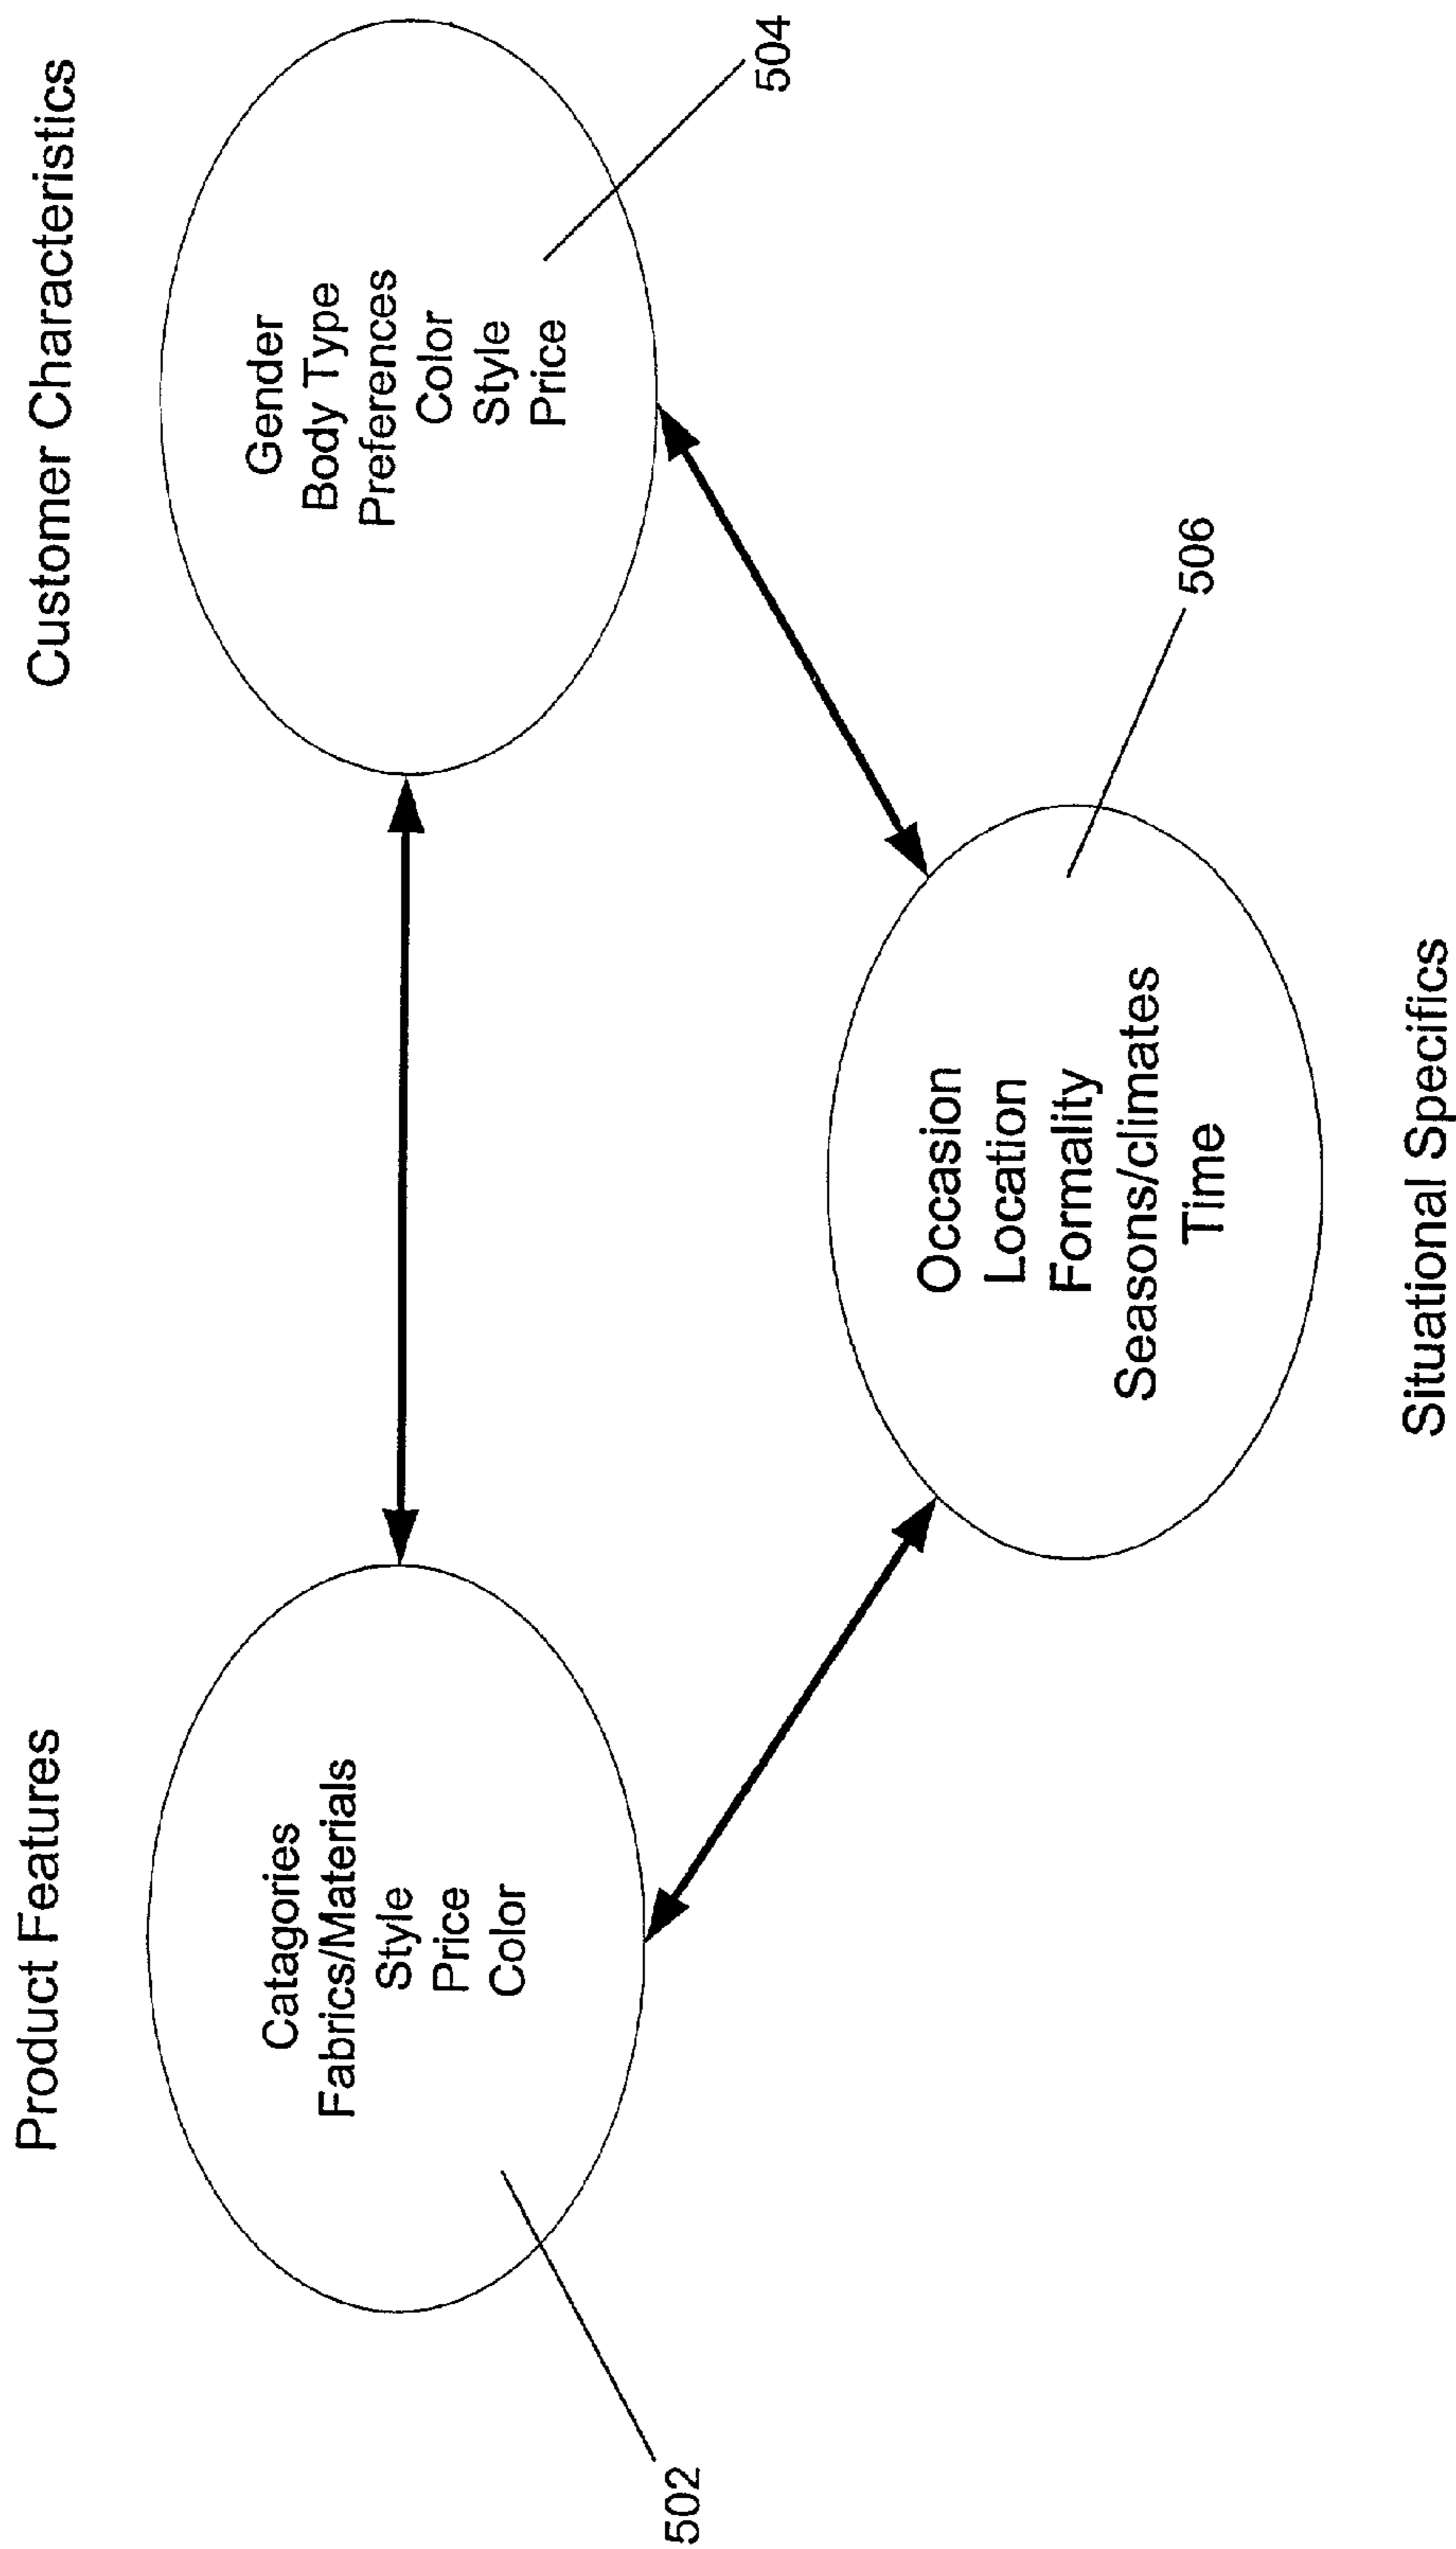 Product Features
Catagories
Fabrics/Materials
Style
Price
Color
502
Customer Characteristics
Gender
Body Type
Preferences
Color
Style
Price
504
Occasion
Location
Formality
Seasons/climates
Time
506
Situational Specifics